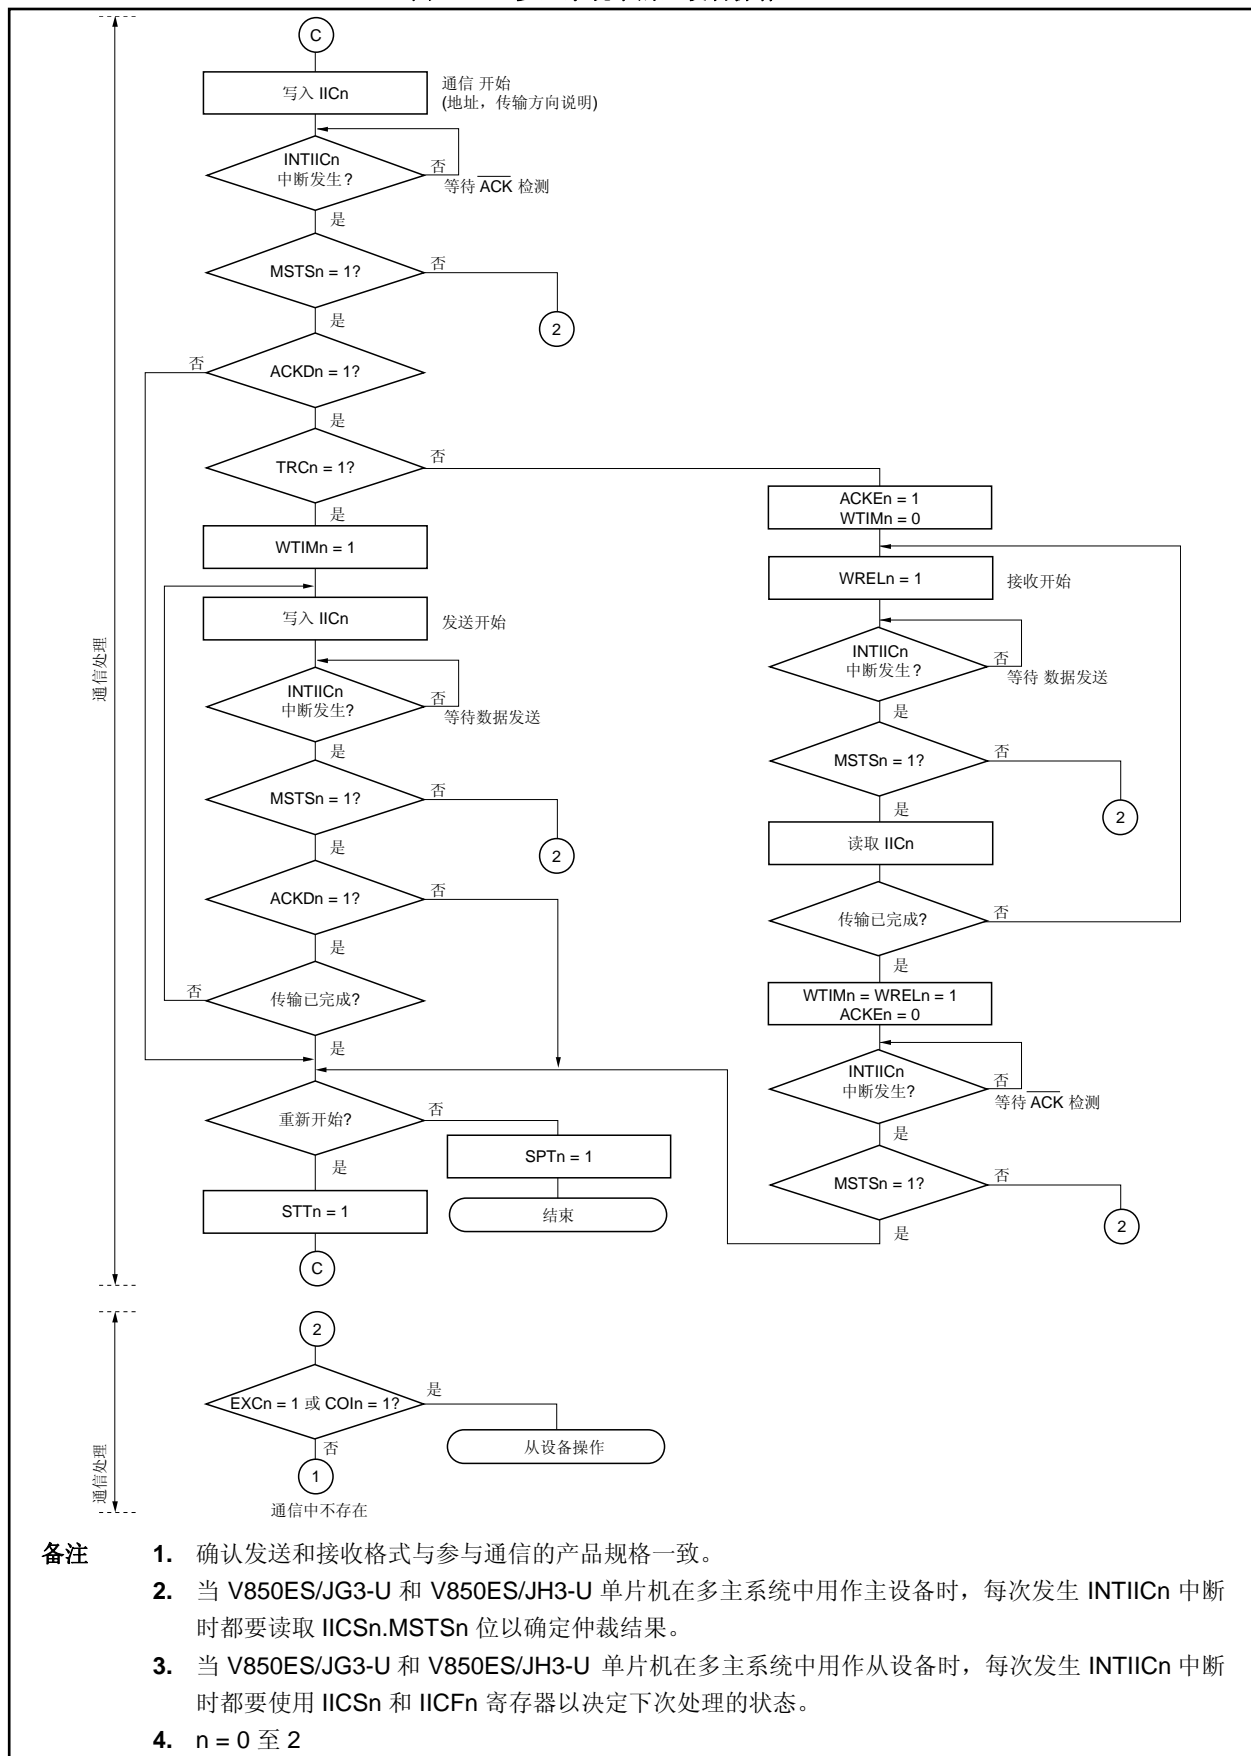 C
写入 IICn
通信 开始
(地址，传输方向说明)
INTIICn
中断发生?
否
等待 ACK 检测
是
MSTSn = 1?
否
2
是
ACKDn = 1?
否
是
TRCn = 1?
否
是
WTIMn = 1
写入 IICn
发送开始
INTIICn
中断发生?
否
等待数据发送
是
MSTSn = 1?
否
2
是
ACKDn = 1?
否
是
传输已完成?
否
是
重新开始?
否
SPTn = 1
结束
是
STTn = 1
C
ACKEn = 1
WTIMn = 0
WRELn = 1
接收开始
INTIICn
中断发生?
否
等待 数据发送
是
MSTSn = 1?
否
2
是
读取 IICn
传输已完成?
否
是
WTIMn = WRELn = 1
ACKEn = 0
INTIICn
中断发生?
否
等待 ACK 检测
是
MSTSn = 1?
否
2
是
通信处理
2
EXCn = 1 或 COIn = 1?
是
从设备操作
否
1
通信中不存在
通信处理
备注 1. 确认发送和接收格式与参与通信的产品规格一致。
2. 当 V850ES/JG3-U 和 V850ES/JH3-U 单片机在多主系统中用作主设备时，每次发生 INTIICn 中断
时都要读取 IICSn.MSTSn 位以确定仲裁结果。
3. 当 V850ES/JG3-U 和 V850ES/JH3-U 单片机在多主系统中用作从设备时，每次发生 INTIICn 中断
时都要使用 IICSn 和 IICFn 寄存器以决定下次处理的状态。
4. n = 0 至 2